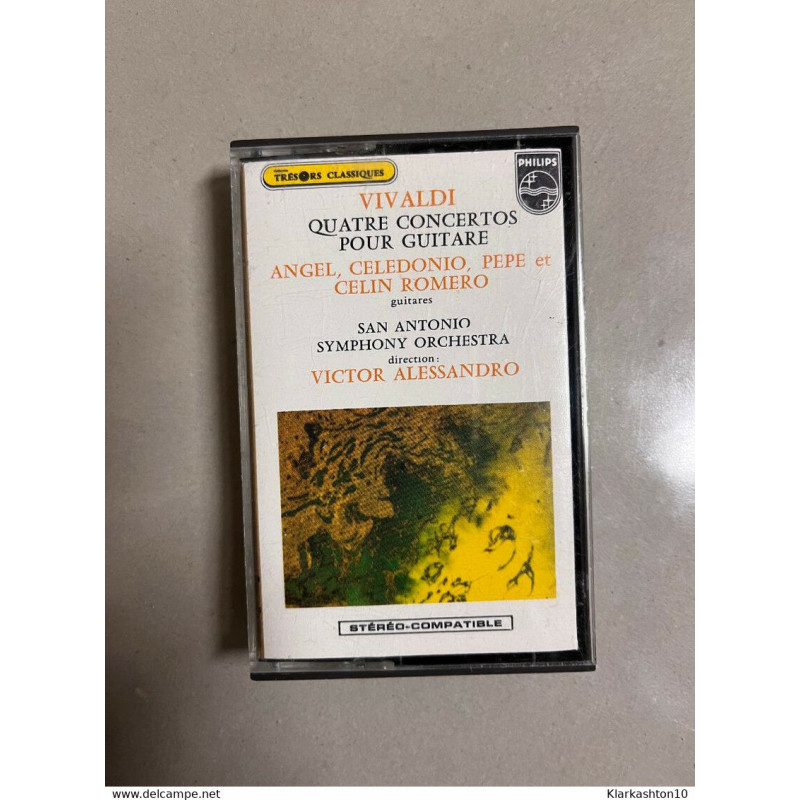 TRÉSORS CLASSIQUES
PHILIPS
VIVALDI
QUATRE CONCERTOS
POUR GUITARE
ANGEL, CELEDONIO, PEPE et
CELIN ROMERO
guitares
SAN ANTONIO
SYMPHONY ORCHESTRA
direction:
VICTOR ALESSANDRO
STÉRÉO-COMPATIBLE
www.delcampe.net
Klarkashton10